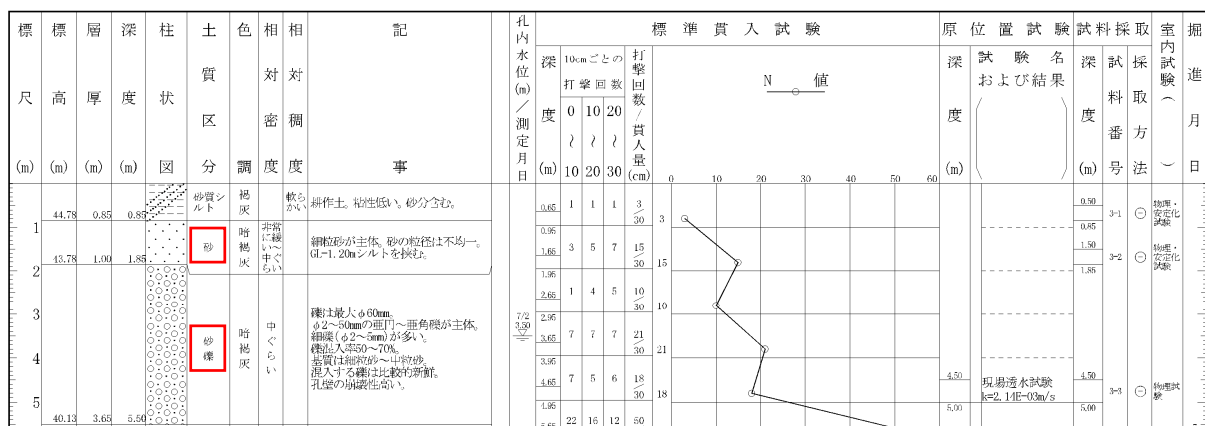 標尺(m)
標高(m)
層厚(m)
深度(m)
柱状図
土質区分
色調
相対密度
相対稠度
記事
孔内水位(m)/測定月日
標準貫入試験
深度(m)
10cmごとの
打撃回数
0 10 20
~ ~ ~
10 20 30
打撃回数/貫入量(cm)
N 値
0 10 20 30 40 50 60
原位置試験
深度(m)
試験名
および結果
試料採取
深度(m)
試料番号
採取方法
室内試験()
掘進月日
44.78 0.85 0.85
砂質シ
ルト
褐灰
軟ら
かい
耕作土。粘性低い。砂分含む。
1
43.78 1.00 1.85
砂
暗褐灰
非常
に緩
い~
中ぐ
らい
細粒砂が主体。砂の粒径は不均一。
GL-1.20mシルトを挟む。
2
3
4
5
40.13 3.65 5.50
砂礫
暗褐灰
中ぐらい
礫は最大φ60mm。
φ2~50mmの亜円~亜角礫が主体。
細礫(φ2~5mm)が多い。
礫混入率50~70%。
基質は細粒砂~中粒砂。
混入する礫は比較的新鮮。
孔壁の崩壊性高い。
7/2
3.50
0.65 1 1 1 3/30
0.95
1.65 3 5 7 15/30
1.95
2.65 1 4 5 10/30
2.95
3.65 7 7 7 21/30
3.95
4.65 7 5 6 18/30
4.95
5.65 22 16 12 50
3
15
10
21
18
4.50
現場透水試験
k=2.14E-03m/s
5.00
0.50
3-1
物理・
安定化
試験
0.85
1.50
3-2
物理・
安定化
試験
1.85
4.50
3-3
物理試
験
5.00